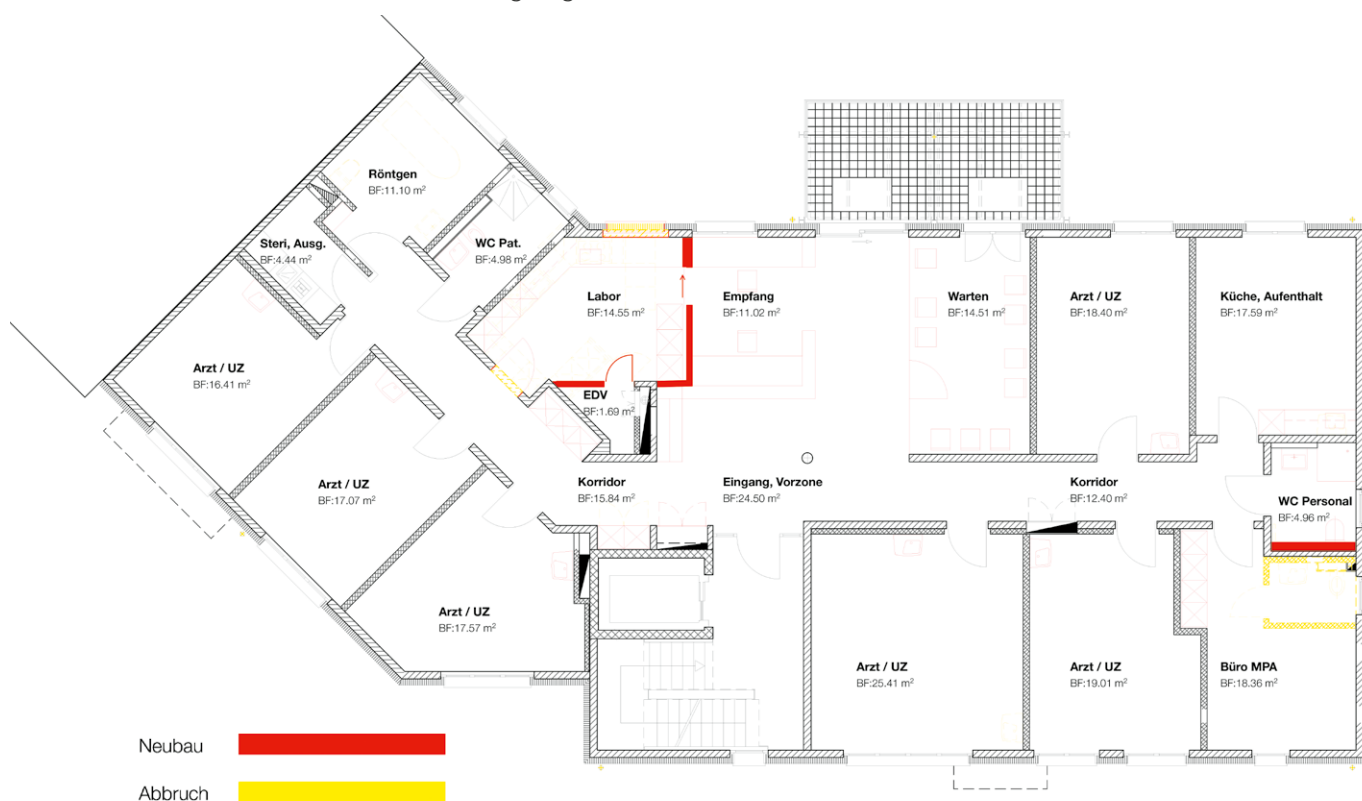 Röntgen
BF:11.10 m²
Steri, Ausg.
BF:4.44 m²
WC Pat.
BF:4.98 m²
Labor
BF:14.55 m²
Empfang
BF:11.02 m²
Warten
BF:14.51 m²
Arzt / UZ
BF:18.40 m²
Küche, Aufenthalt
BF:17.59 m²
Arzt / UZ
BF:16.41 m²
EDV
BF:1.69 m²
Arzt / UZ
BF:17.07 m²
Korridor
BF:15.84 m²
Eingang, Vorzone
BF:24.50 m²
Korridor
BF:12.40 m²
WC Personal
BF:4.96 m²
Arzt / UZ
BF:17.57 m²
Arzt / UZ
BF:25.41 m²
Arzt / UZ
BF:19.01 m²
Büro MPA
BF:18.36 m²
Neubau
Abbruch